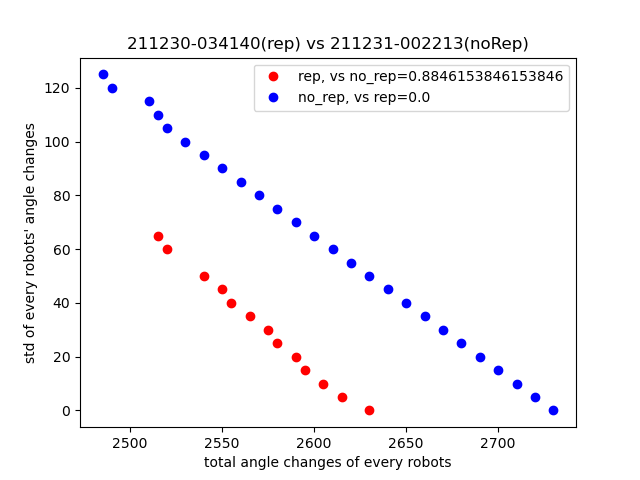 211230-034140(rep) vs 211231-002213(noRep)
rep, vs no_rep=0.8846153846153846
no_rep, vs rep=0.0
std of every robots' angle changes
120
100
80
60
40
20
0
2500 2550 2600 2650 2700
total angle changes of every robots